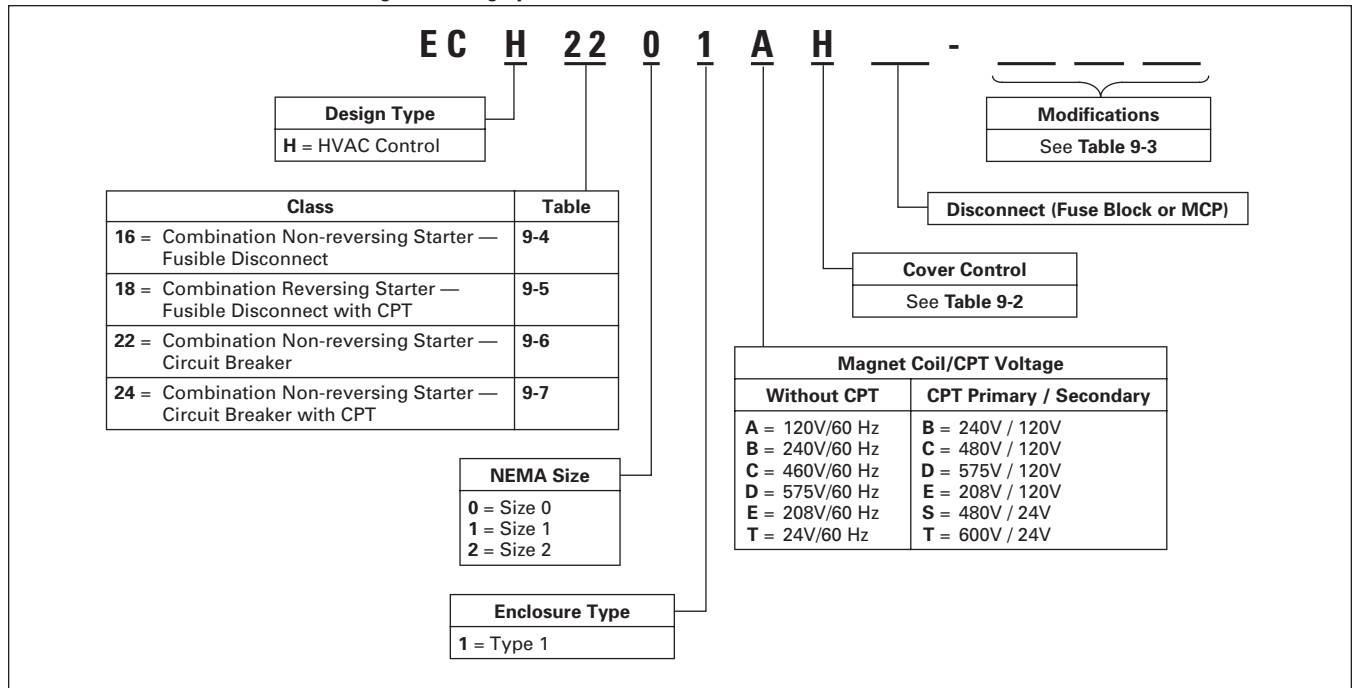 E C H 2 2 0 1 A H -
Design Type
H = HVAC Control
Modifications
See Table 9-3
Class Table
16 = Combination Non-reversing Starter — 9-4
Fusible Disconnect
18 = Combination Reversing Starter — 9-5
Fusible Disconnect with CPT
22 = Combination Non-reversing Starter — 9-6
Circuit Breaker
24 = Combination Non-reversing Starter — 9-7
Circuit Breaker with CPT
Disconnect (Fuse Block or MCP)
Cover Control
See Table 9-2
Magnet Coil/CPT Voltage
Without CPT CPT Primary / Secondary
A = 120V/60 Hz B = 240V / 120V
B = 240V/60 Hz C = 480V / 120V
C = 460V/60 Hz D = 575V / 120V
D = 575V/60 Hz E = 208V / 120V
E = 208V/60 Hz S = 480V / 24V
T = 24V/60 Hz T = 600V / 24V
NEMA Size
0 = Size 0
1 = Size 1
2 = Size 2
Enclosure Type
1 = Type 1